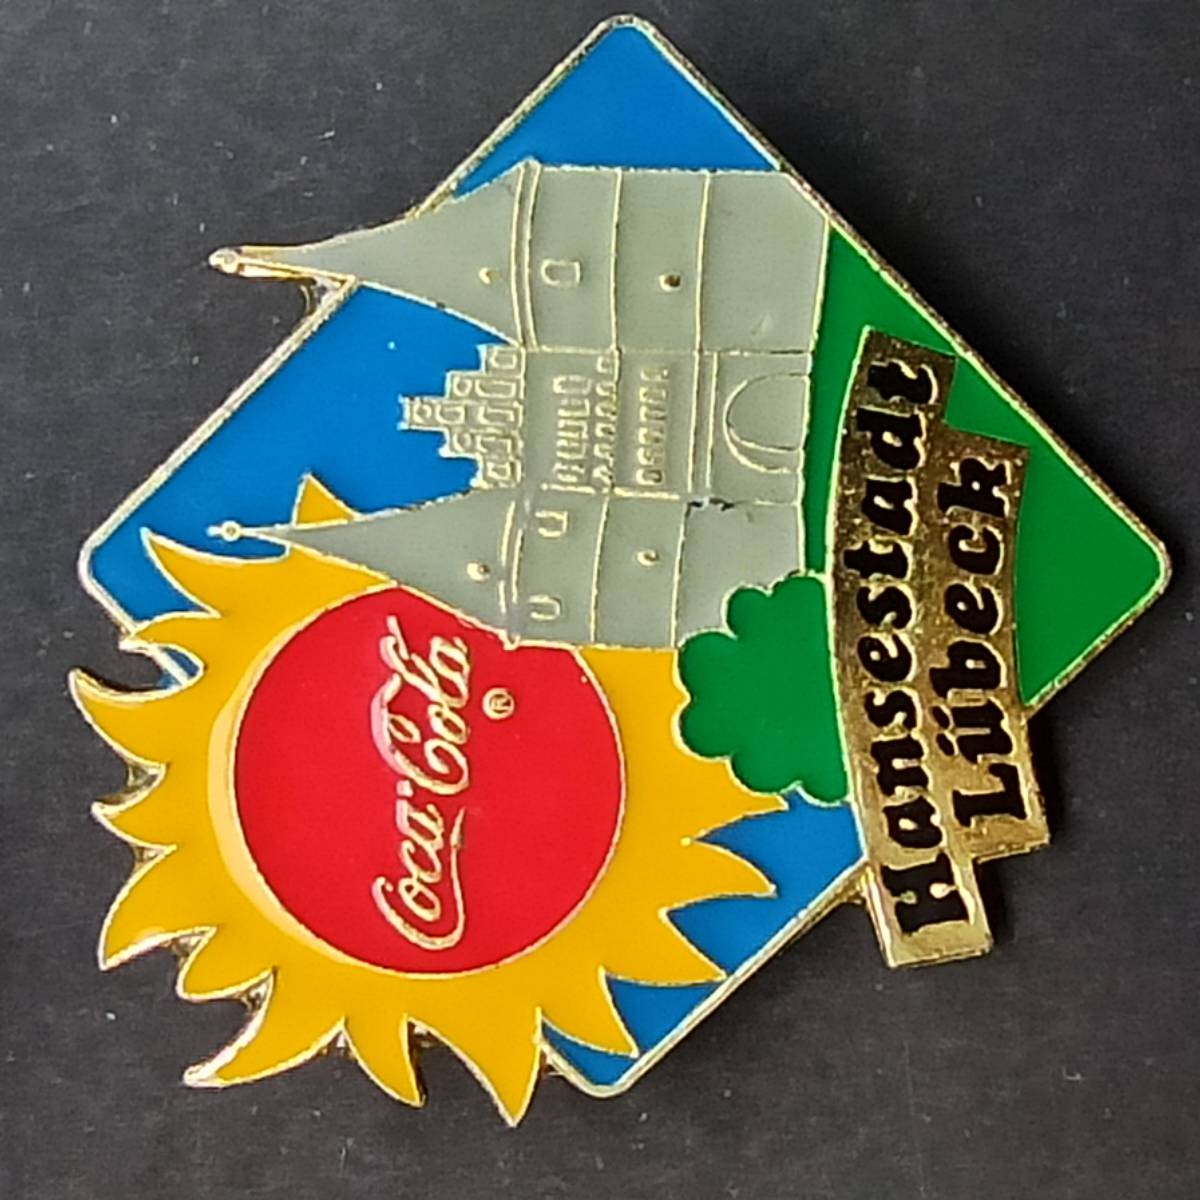 Coca-Cola
®
Hansestadt
Lübeck